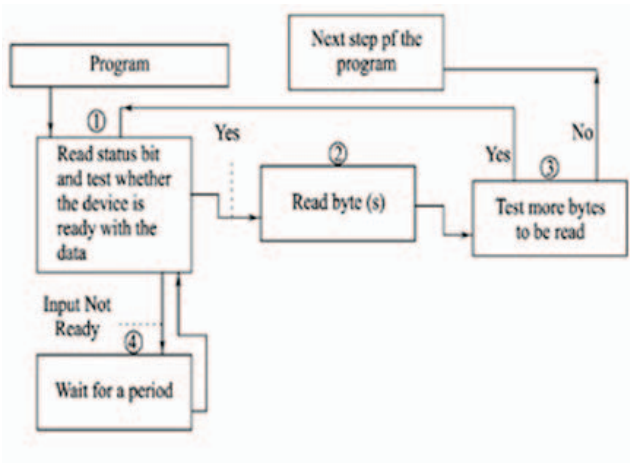 Program
Next step pf the
program
①
Read status bit
and test whether
the device is
ready with the
data
Yes
②
Read byte (s)
Yes
No
③
Test more bytes
to be read
Input Not
Ready
④
Wait for a period